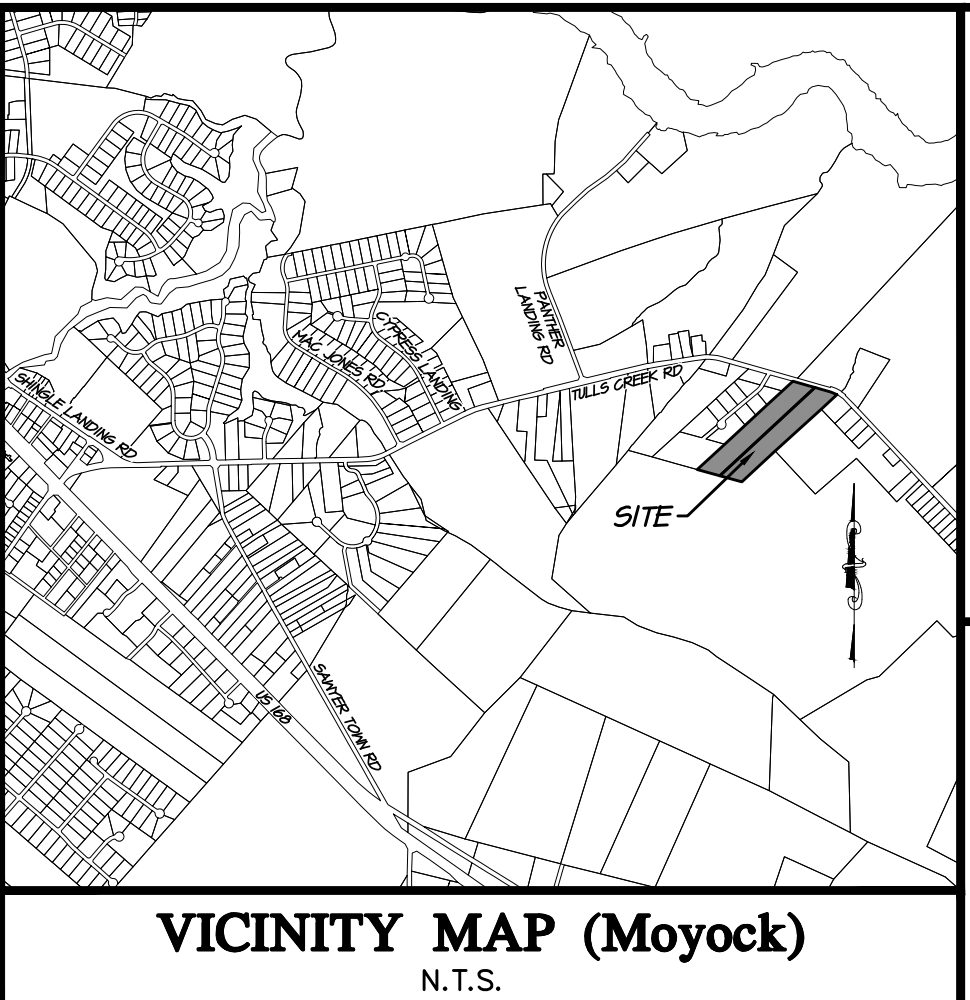 PANTHER
LANDING RD
CYPRESS LANDING
MAC JONES RD.
TULLS CREEK RD
SHINGLE LANDING RD
SITE
SAWYER TOWN RD
US 168
VICINITY MAP (Moyock)
N.T.S.